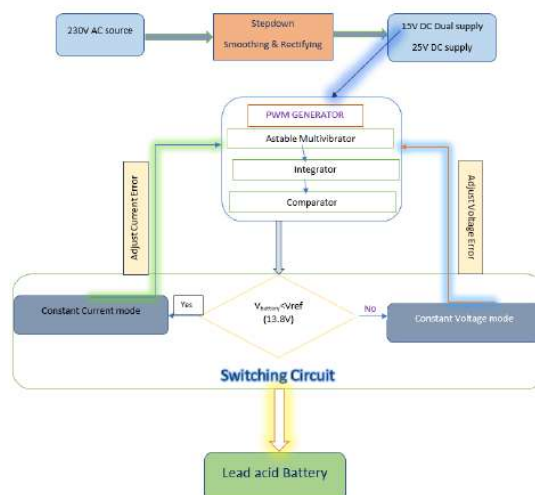 230V AC source
Stepdown
Smoothing & Rectifying
15V DC Dual supply
25V DC supply
PWM GENERATOR
Astable Multivibrator
Integrator
Comparator
Adjust Current Error
Adjust Voltage Error
Constant Current mode
Yes
Vbattery<Vref
(13.8V)
No
Constant Voltage mode
Switching Circuit
Lead acid Battery